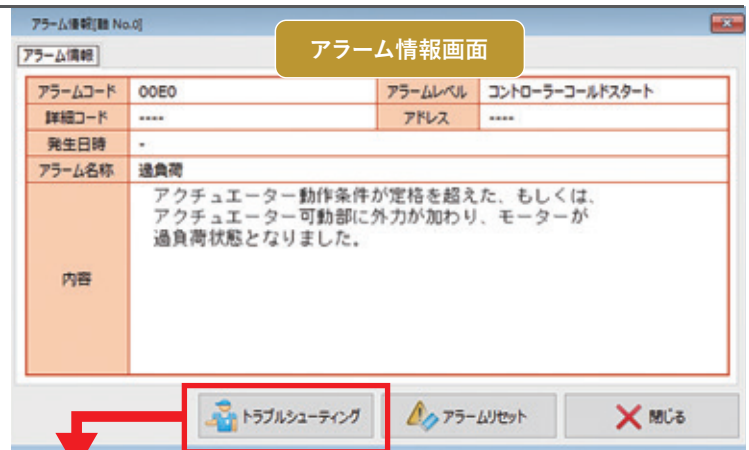 アラーム情報[軸 No.0]
アラーム情報画面
アラーム情報
アラームコード 00E0 アラームレベル コントローラーコールドスタート
詳細コード ---- アドレス ----
発生日時 -
アラーム名称 過負荷
内容
アクチュエーター動作条件が定格を超えた、もしくは、
アクチュエーター可動部に外力が加わり、モーターが
過負荷状態となりました。
トラブルシューティング アラームリセット 閉じる